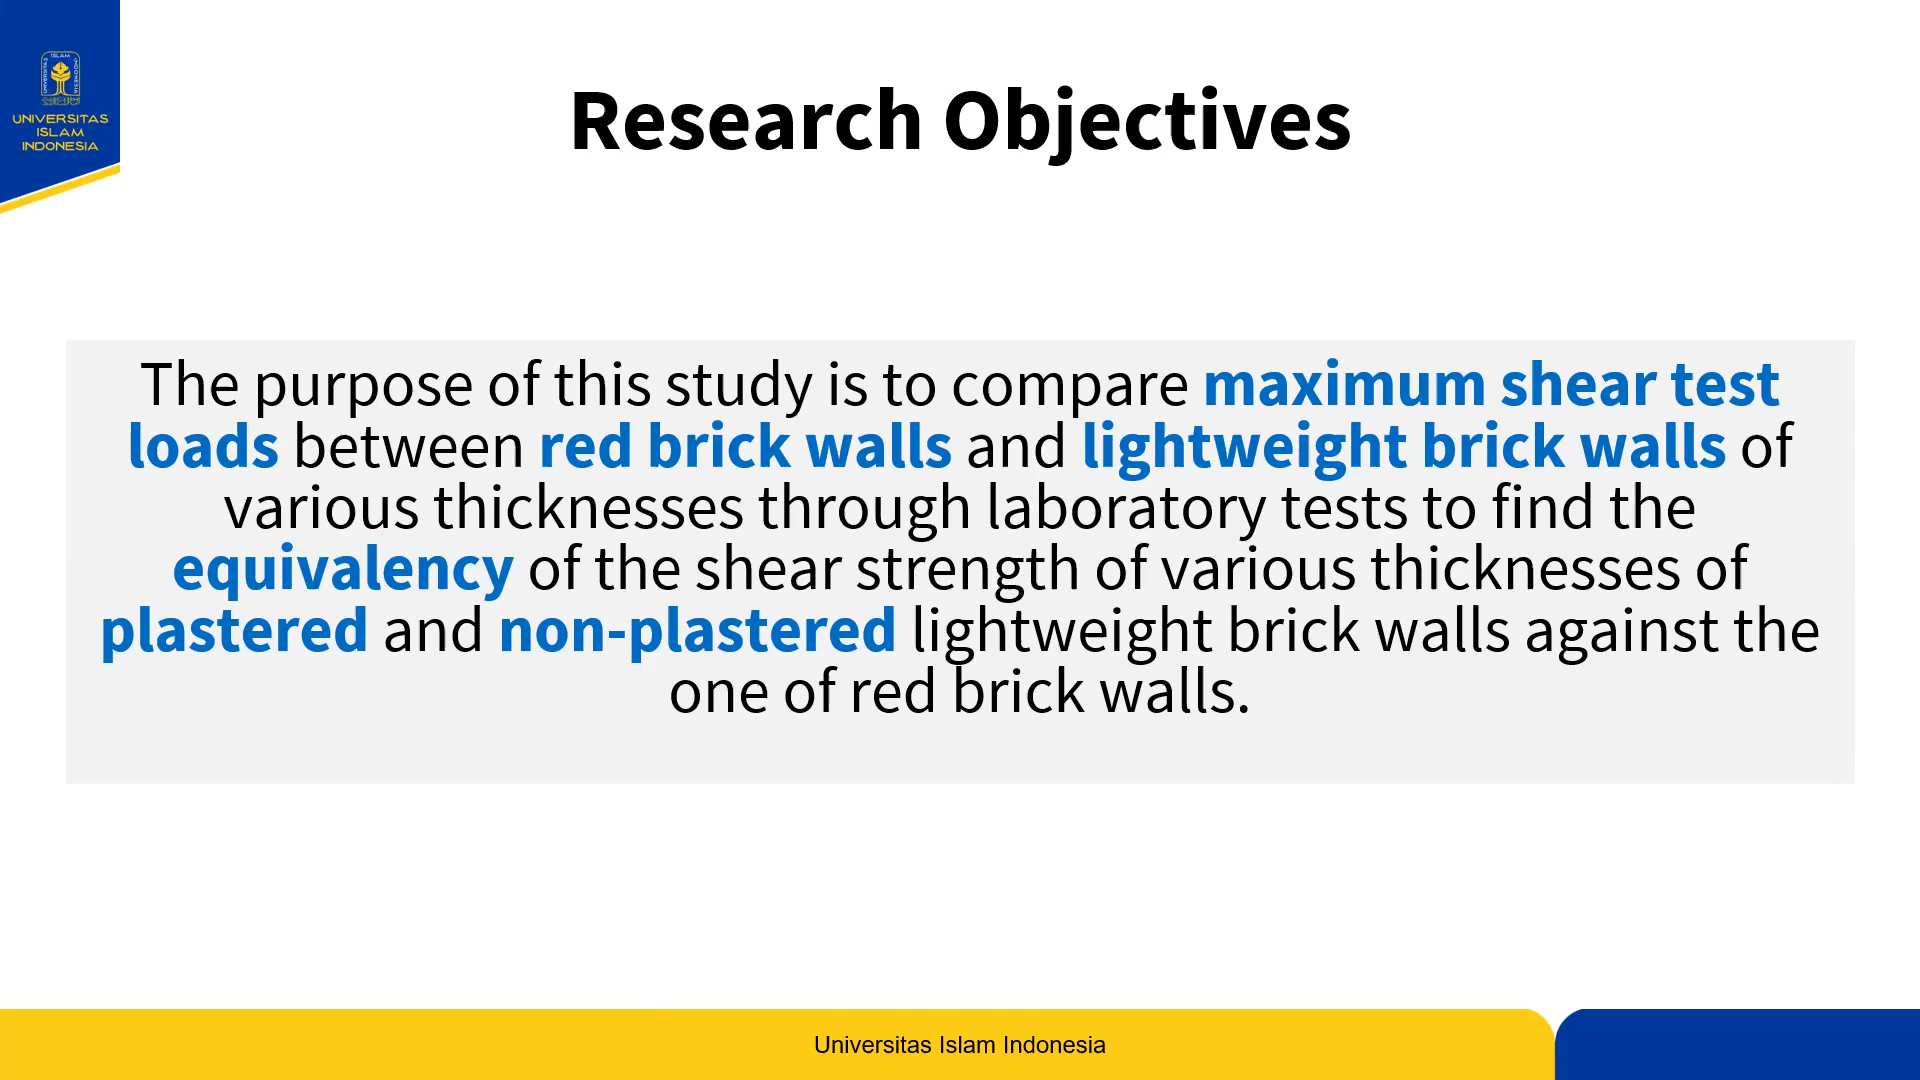 UNIVERSITAS
ISLAM
INDONESIA
Research Objectives
The purpose of this study is to compare maximum shear test
loads between red brick walls and lightweight brick walls of
various thicknesses through laboratory tests to find the
equivalency of the shear strength of various thicknesses of
plastered and non-plastered lightweight brick walls against the
one of red brick walls.
Universitas Islam Indonesia